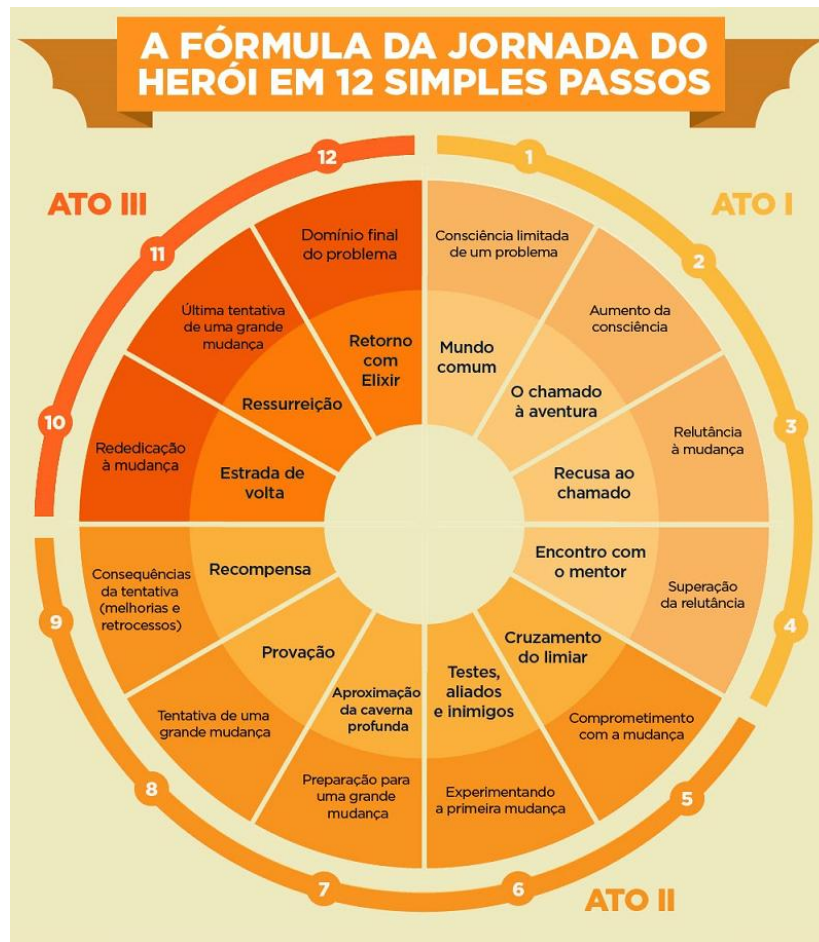 A FÓRMULA DA JORNADA DO
HERÓI EM 12 SIMPLES PASSOS
ATO I
1
Consciência limitada
de um problema
Mundo
comum
2
Aumento da
consciência
O chamado
à aventura
3
Relutância
à mudança
Recusa ao
chamado
4
Superação
da relutância
Encontro com
o mentor
ATO II
5
Comprometimento
com a mudança
Cruzamento
do limiar
6
Experimentando
a primeira mudança
Testes,
aliados
e inimigos
7
Preparação para
uma grande
mudança
Aproximação
da caverna
profunda
8
Tentativa de uma
grande mudança
Provação
9
Consequências
da tentativa
(melhorias e
retrocessos)
Recompensa
ATO III
10
Rededicação
à mudança
Estrada de
volta
11
Última tentativa
de uma grande
mudança
Ressurreição
12
Domínio final
do problema
Retorno
com
Elixir